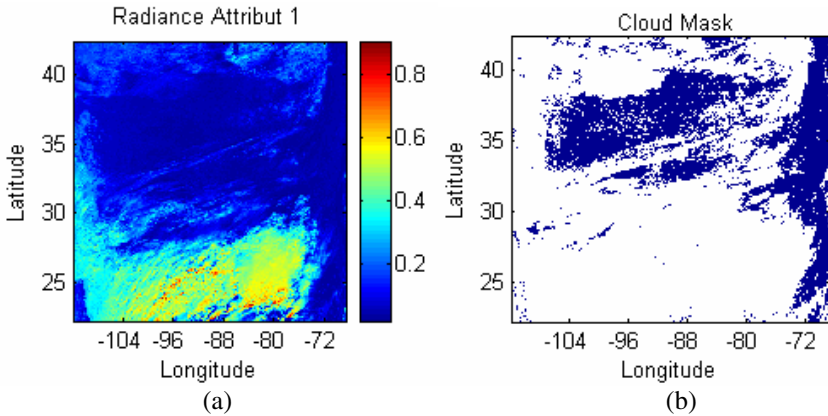 Radiance Attribut 1
40
35
30
25
Latitude
-104 -96 -88 -80 -72
Longitude
0.8
0.6
0.4
0.2
(a)
Cloud Mask
40
35
30
25
Latitude
-104 -96 -88 -80 -72
Longitude
(b)